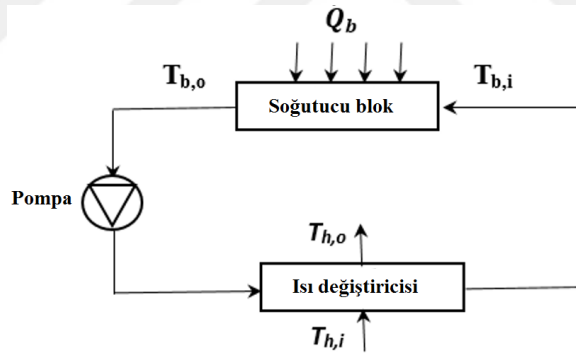 Q_b
T_b,o
T_b,i
Soğutucu blok
Pompa
T_h,o
Isı değiştiricisi
T_h,i